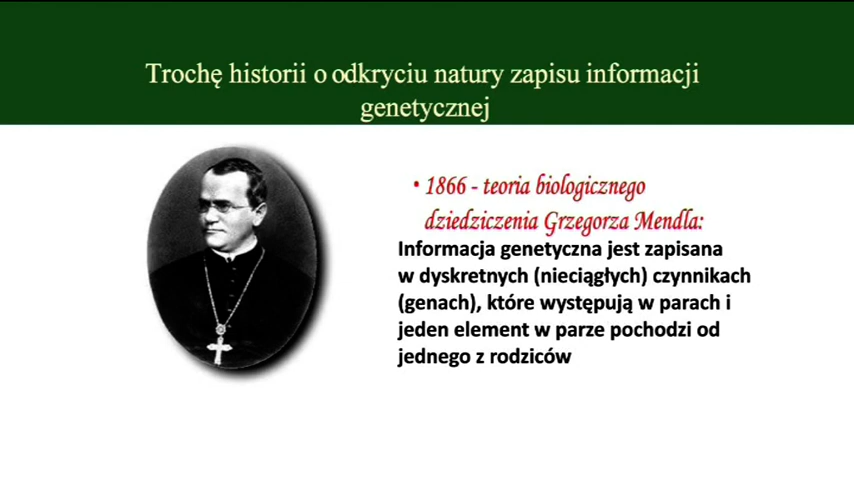 Trochę historii o odkryciu natury zapisu informacji
genetycznej
• 1866 - teoria biologicznego
dziedziczenia Grzegorza Mendla:
Informacja genetyczna jest zapisana
w dyskretnych (nieciągłych) czynnikach
(genach), które występują w parach i
jeden element w parze pochodzi od
jednego z rodziców